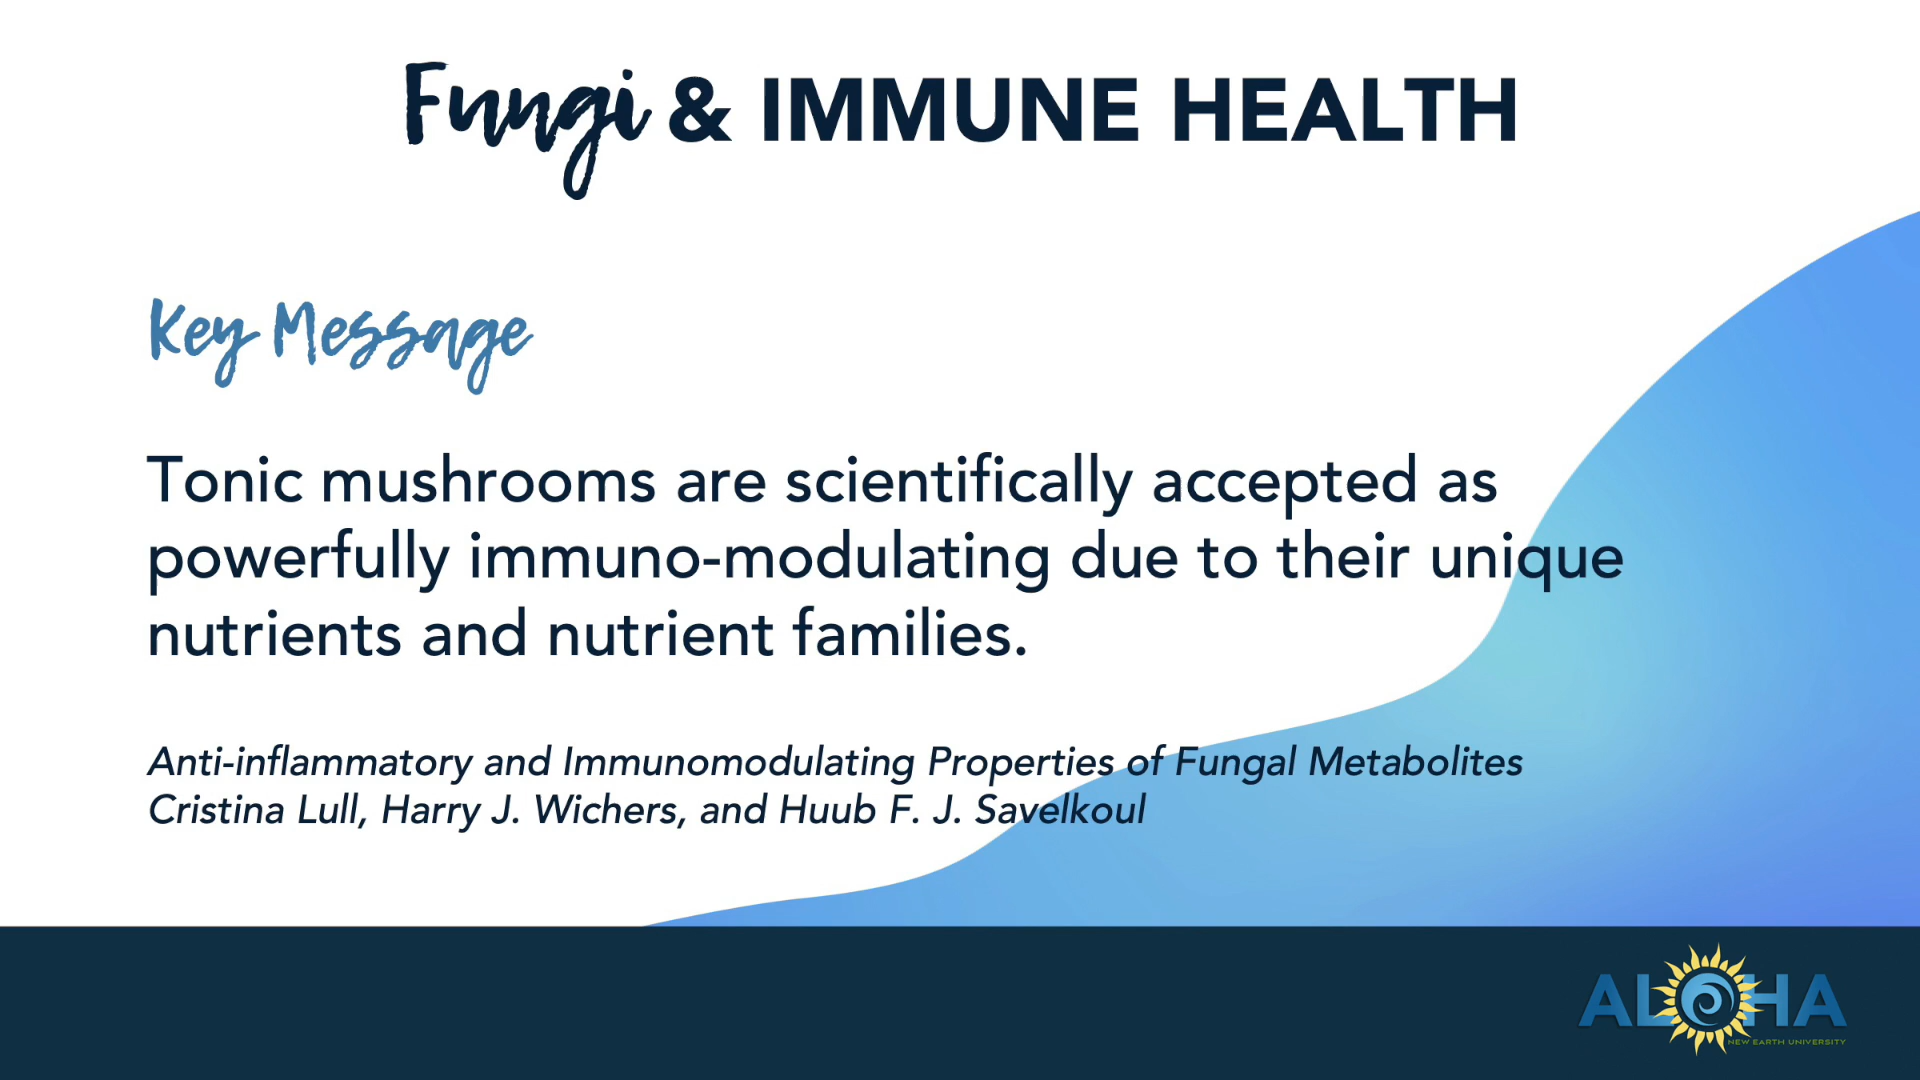 Fungi & IMMUNE HEALTH
Key Message
Tonic mushrooms are scientifically accepted as
powerfully immuno-modulating due to their unique
nutrients and nutrient families.
Anti-inflammatory and Immunomodulating Properties of Fungal Metabolites
Cristina Lull, Harry J. Wichers, and Huub F. J. Savelkoul
ALOHA
NEW EARTH UNIVERSITY